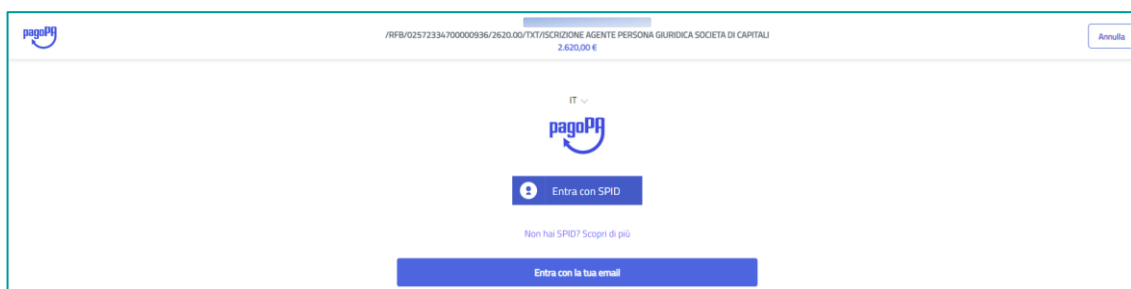 pagoPA
/RFB/02572334700000936/2620.00/TXT/ISCRIZIONE AGENTE PERSONA GIURIDICA SOCIETA DI CAPITALI
2.620,00 €
Annulla
IT
pagoPA
Entra con SPID
Non hai SPID? Scopri di più
Entra con la tua email